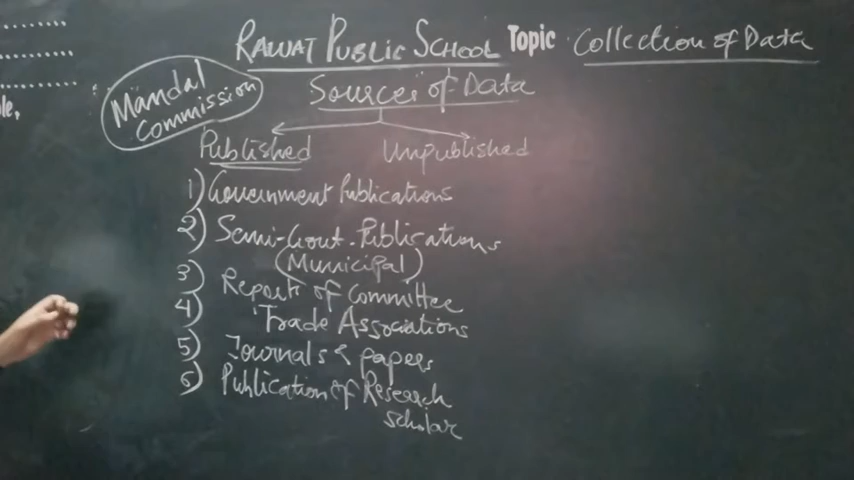 RAWAT PUBLIC SCHOOL Topic Collection of Data
Mandal
Commission
Sources of Data
Published Unpublished
1) Government Publications
2) Semi-Govt. Publications
(Municipal)
3) Reports of Committee
4) Trade Associations
5) Journals & papers
6) Publication of Research
scholar